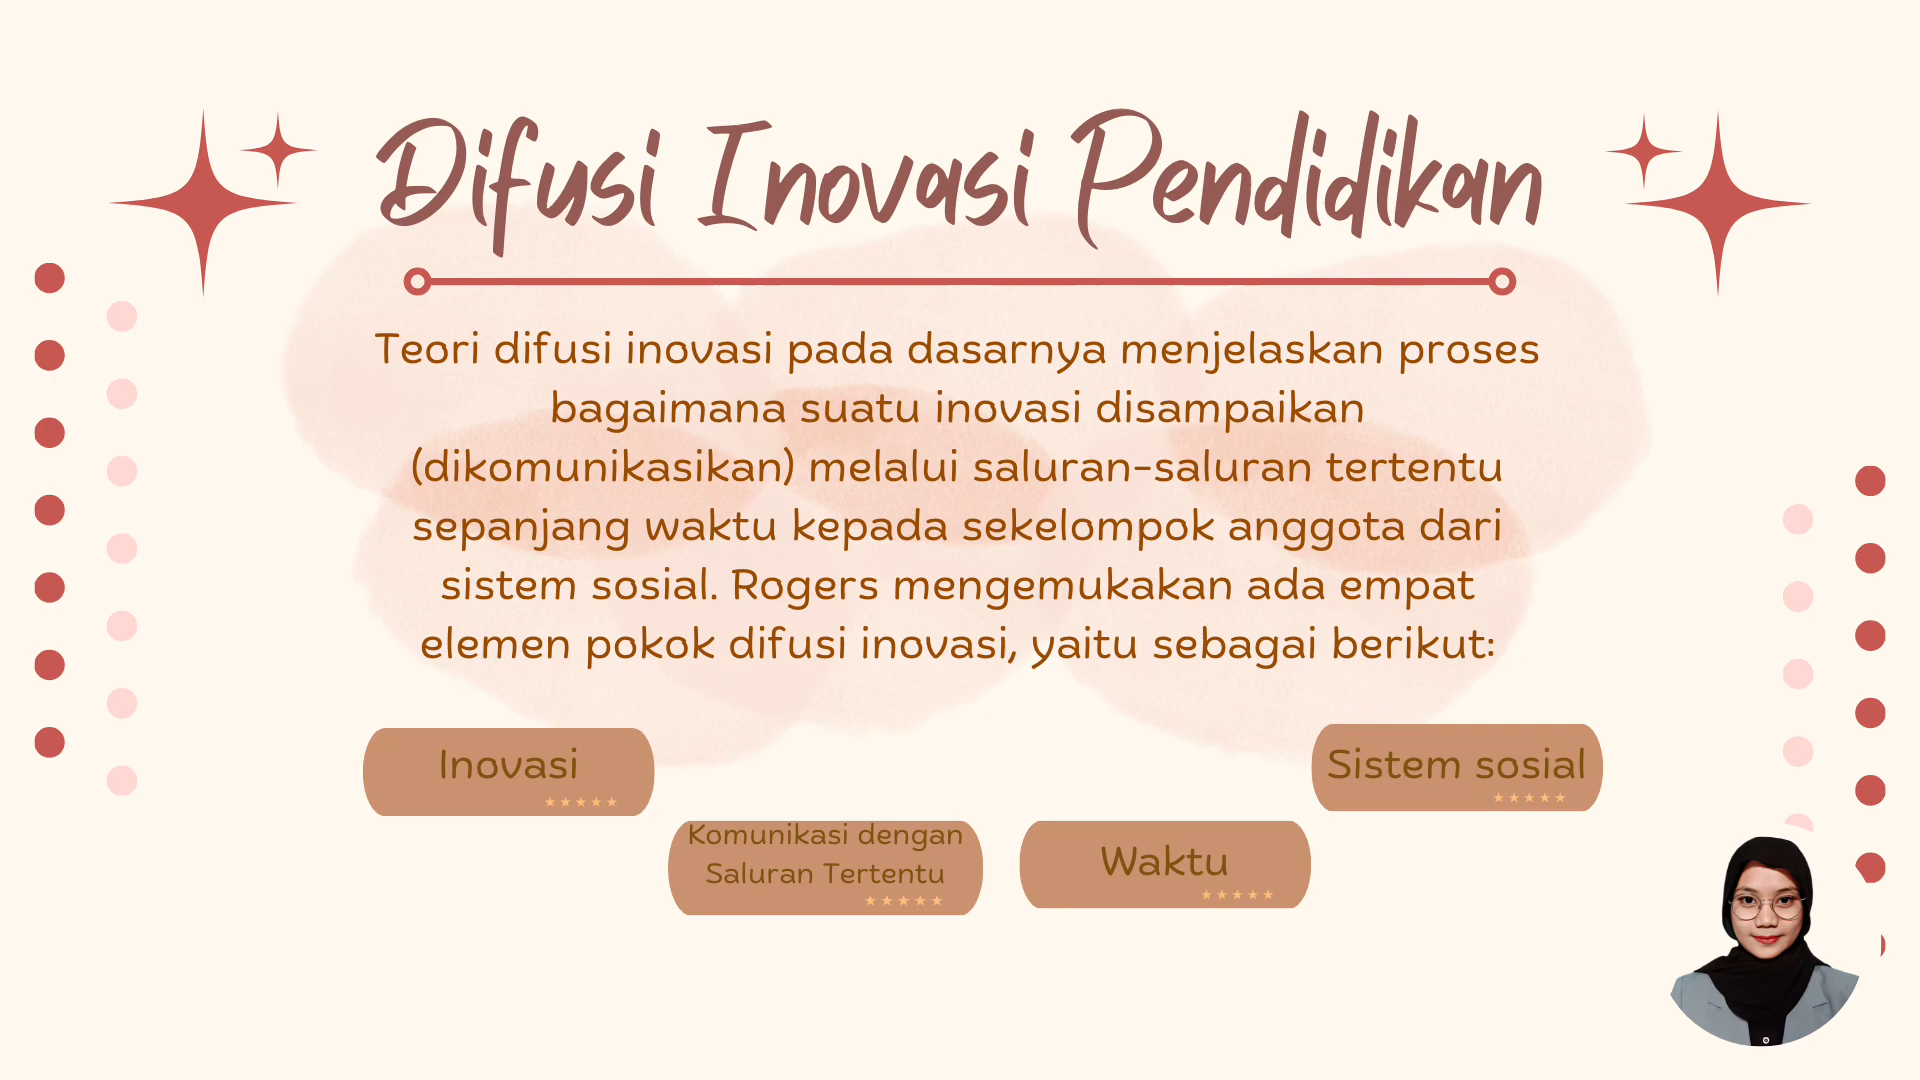 Difusi Inovasi Pendidikan
Teori difusi inovasi pada dasarnya menjelaskan proses
bagaimana suatu inovasi disampaikan
(dikomunikasikan) melalui saluran-saluran tertentu
sepanjang waktu kepada sekelompok anggota dari
sistem sosial. Rogers mengemukakan ada empat
elemen pokok difusi inovasi, yaitu sebagai berikut:
Inovasi
Komunikasi dengan
Saluran Tertentu
Waktu
Sistem sosial